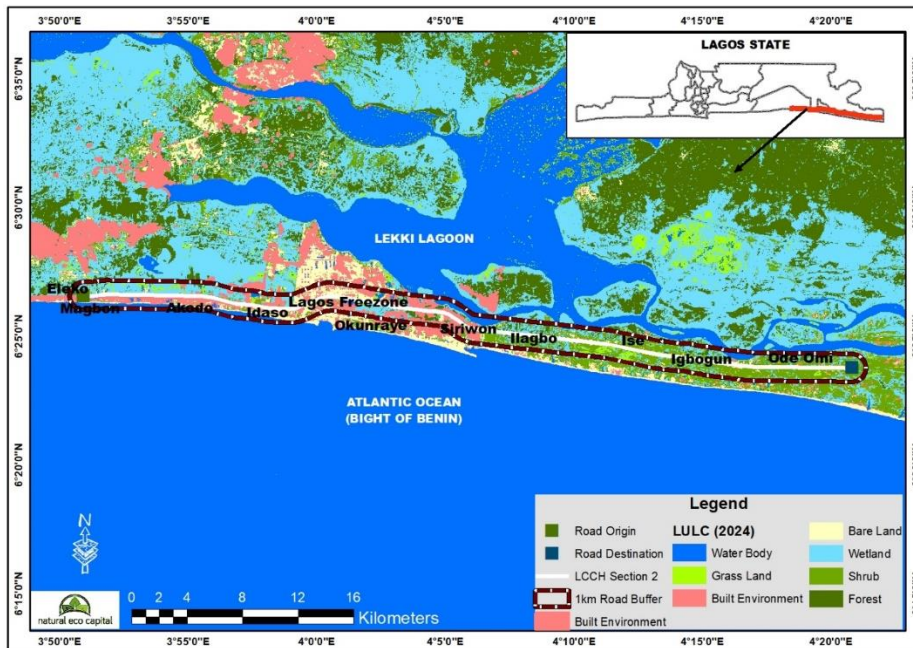 3°50'0"E 3°55'0"E 4°0'0"E 4°5'0"E 4°10'0"E 4°15'0"E 4°20'0"E
LAGOS STATE
6°35'0"N
6°30'0"N
LEKKI LAGOON
Eleko
Mbgbon
Akodo
Idaso
Lagos Freezone
Okunraye
Siriwon
Ilagbo
Ise
Igbogun
Ode Omi
6°25'0"N
ATLANTIC OCEAN
(BIGHT OF BENIN)
6°20'0"N
6°15'0"N
N
natural eco capital
0 2 4 8 12 16
Kilometers
Legend
Road Origin
Road Destination
LCCH Section 2
1km Road Buffer
Built Environment
LULC (2024)
Water Body
Grass Land
Built Environment
Bare Land
Wetland
Shrub
Forest
3°50'0"E 3°55'0"E 4°0'0"E 4°5'0"E 4°10'0"E 4°15'0"E 4°20'0"E